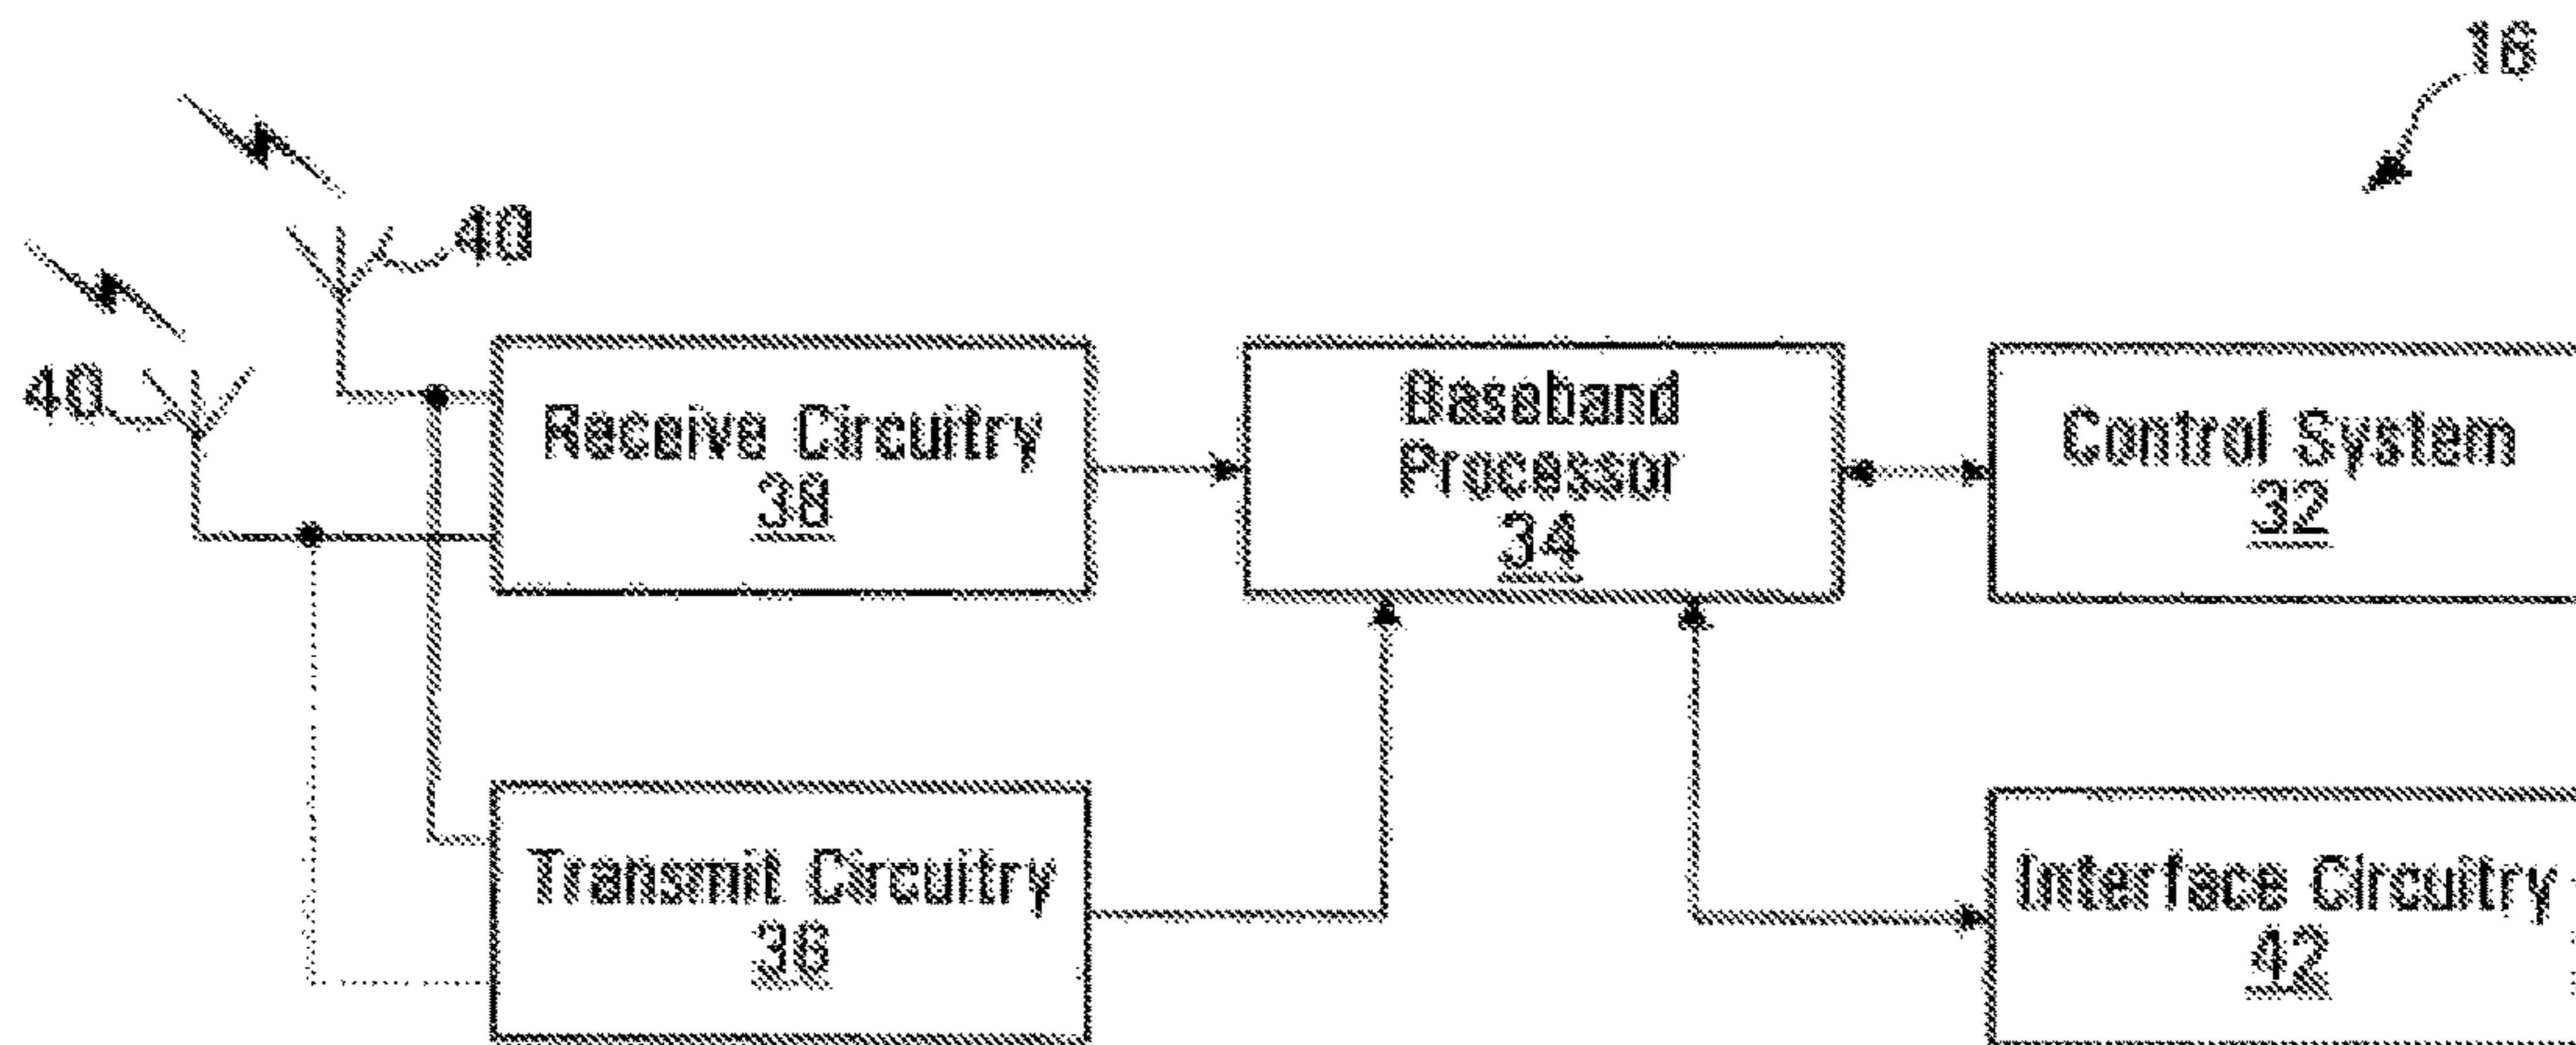 16
40
40
Receive Circuitry
38
Baseband
Processor
34
Control System
32
Transmit Circuitry
36
Interface Circuitry
42